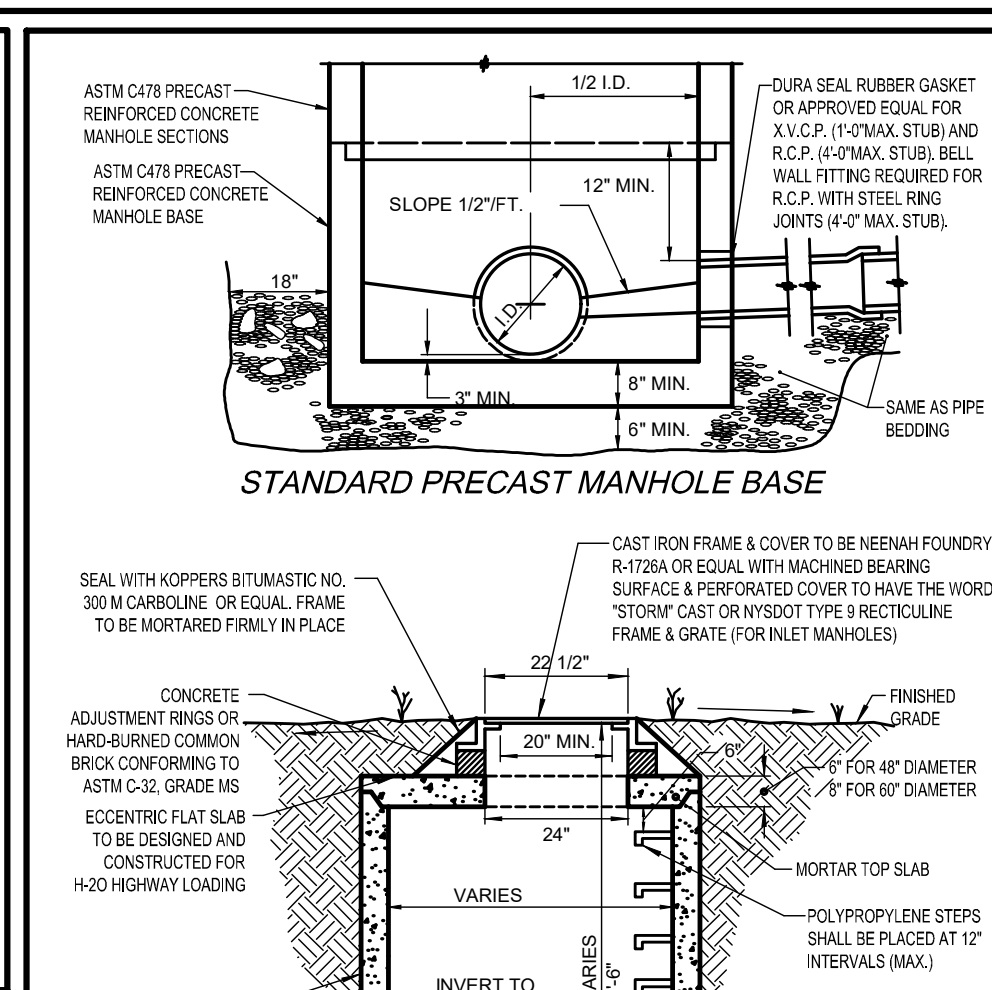 ASTM C478 PRECAST
REINFORCED CONCRETE
MANHOLE SECTIONS
ASTM C478 PRECAST
REINFORCED CONCRETE
MANHOLE BASE
1/2 I.D.
DURA SEAL RUBBER GASKET
OR APPROVED EQUAL FOR
X.V.C.P. (1'-0"MAX. STUB) AND
R.C.P. (4'-0"MAX. STUB). BELL
WALL FITTING REQUIRED FOR
R.C.P. WITH STEEL RING
JOINTS (4'-0" MAX. STUB).
12" MIN.
SLOPE 1/2"/FT.
18"
I.D.
3" MIN.
8" MIN.
6" MIN.
SAME AS PIPE
BEDDING
STANDARD PRECAST MANHOLE BASE
CAST IRON FRAME & COVER TO BE NEENAH FOUNDRY
R-1726A OR EQUAL WITH MACHINED BEARING
SURFACE & PERFORATED COVER TO HAVE THE WORD
"STORM" CAST OR NYSDOT TYPE 9 RECTICULINE
FRAME & GRATE (FOR INLET MANHOLES)
SEAL WITH KOPPERS BITUMASTIC NO.
300 M CARBOLINE OR EQUAL. FRAME
TO BE MORTARED FIRMLY IN PLACE
22 1/2"
CONCRETE
ADJUSTMENT RINGS OR
HARD-BURNED COMMON
BRICK CONFORMING TO
ASTM C-32, GRADE MS
FINISHED
GRADE
20" MIN.
6"
6" FOR 48" DIAMETER
8" FOR 60" DIAMETER
ECCENTRIC FLAT SLAB
TO BE DESIGNED AND
CONSTRUCTED FOR
H-20 HIGHWAY LOADING
24"
MORTAR TOP SLAB
VARIES
POLYPROPYLENE STEPS
SHALL BE PLACED AT 12"
INTERVALS (MAX.)
INVERT TO